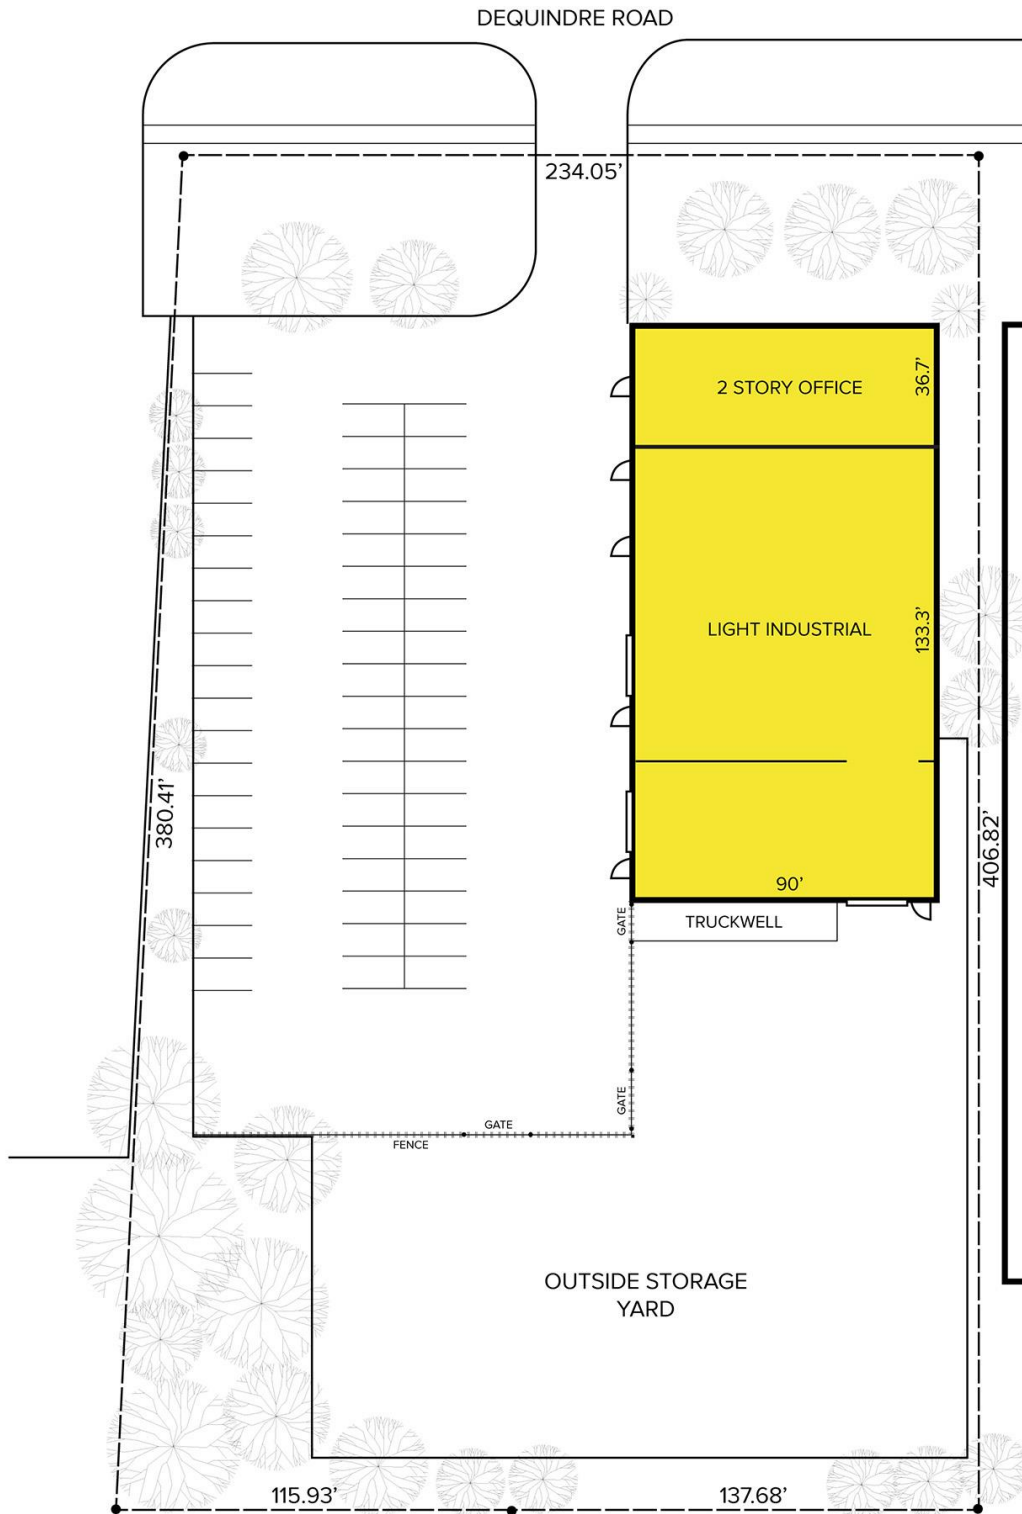 DEQUINDRE ROAD
234.05'
2 STORY OFFICE
36.7'
LIGHT INDUSTRIAL
133.3'
380.41'
406.82'
90'
GATE
TRUCKWELL
GATE
GATE
FENCE
OUTSIDE STORAGE
YARD
115.93'
137.68'